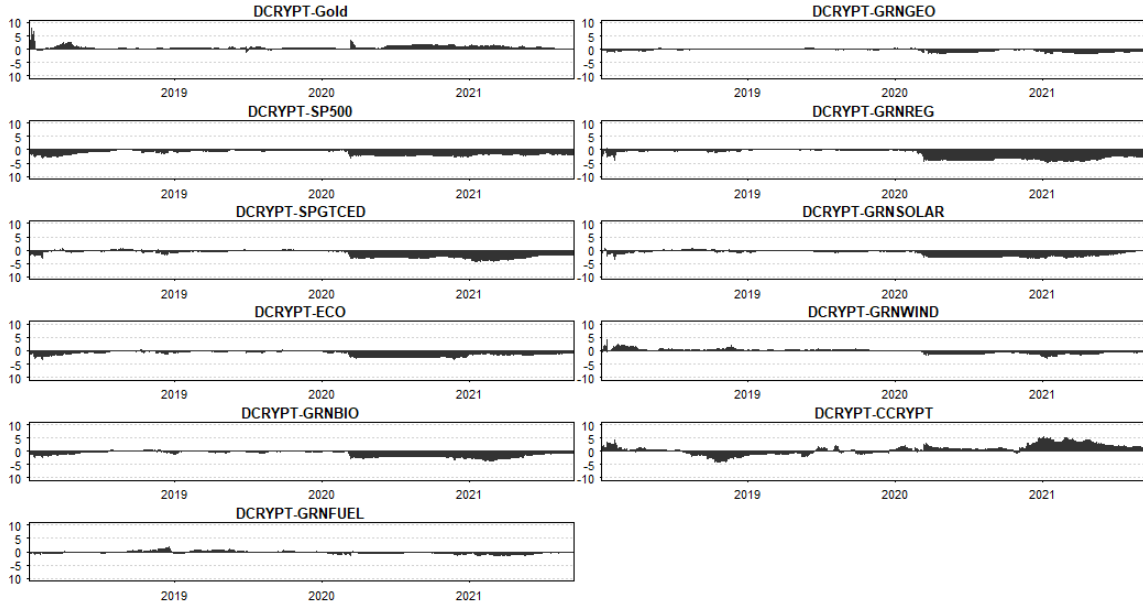 DCRYPT-Gold
10
5
0
-5
-10
2019 2020 2021
DCRYPT-SP500
10
5
0
-5
-10
2019 2020 2021
DCRYPT-SPGTCED
10
5
0
-5
-10
2019 2020 2021
DCRYPT-ECO
10
5
0
-5
-10
2019 2020 2021
DCRYPT-GRNBIO
10
5
0
-5
-10
2019 2020 2021
DCRYPT-GRNFUEL
10
5
0
-5
-10
2019 2020 2021
DCRYPT-GRNGEO
10
5
0
-5
-10
2019 2020 2021
DCRYPT-GRNREG
10
5
0
-5
-10
2019 2020 2021
DCRYPT-GRNSOLAR
10
5
0
-5
-10
2019 2020 2021
DCRYPT-GRNWIND
10
5
0
-5
-10
2019 2020 2021
DCRYPT-CCRYPT
10
5
0
-5
-10
2019 2020 2021